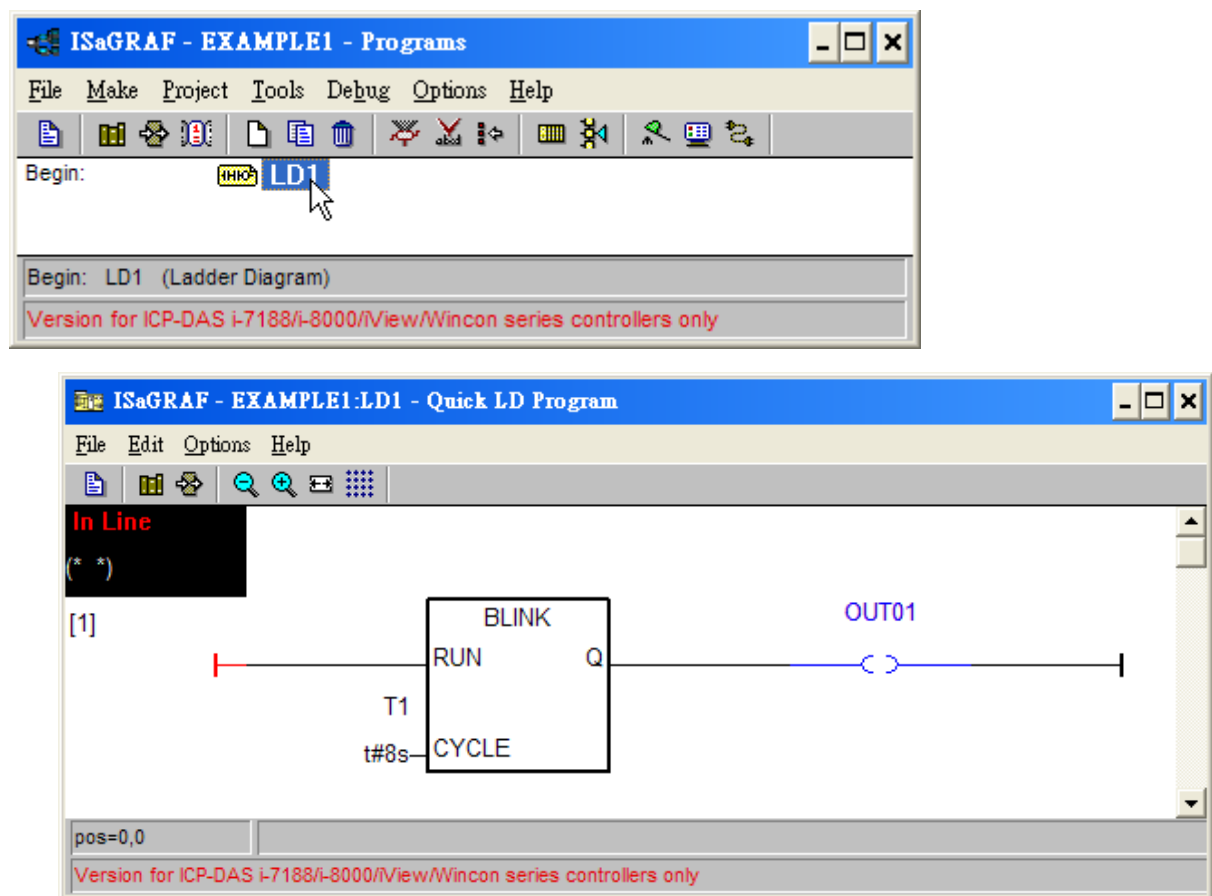 ISaGRAF - EXAMPLE1 - Programs
File Make Project Tools Debug Options Help
Begin: LD1
Begin: LD1 (Ladder Diagram)
Version for ICP-DAS i-7188/i-8000/iView/Wincon series controllers only
ISaGRAF - EXAMPLE1:LD1 - Quick LD Program
File Edit Options Help
In Line
(* *)
[1]
BLINK
OUT01
RUN Q
T1
t#8s CYCLE
pos=0,0
Version for ICP-DAS i-7188/i-8000/iView/Wincon series controllers only